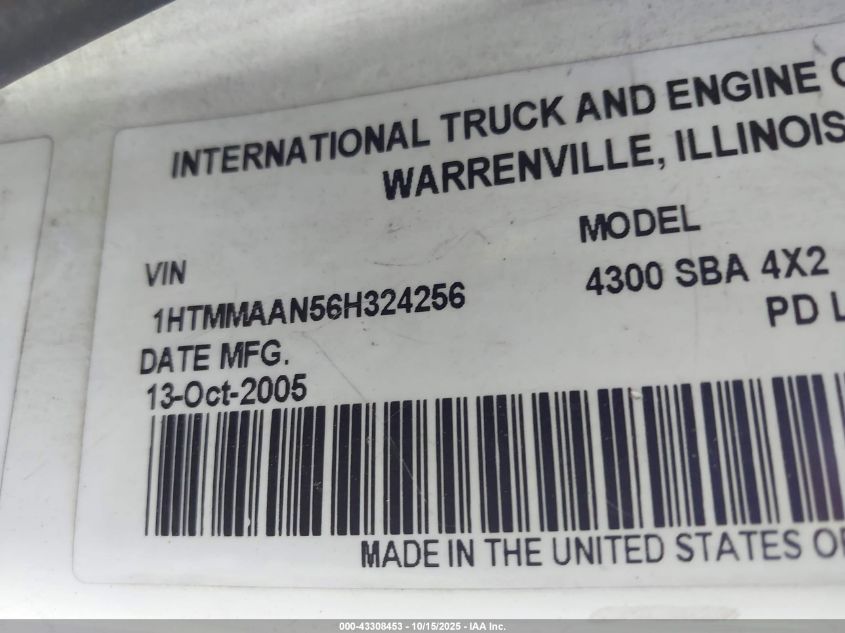 INTERNATIONAL TRUCK AND ENGINE
WARRENVILLE, ILLINOIS
MODEL
VIN
4300 SBA 4X2
1HTMMAAN56H324256
PD L
DATE MFG.
13-Oct-2005
MADE IN THE UNITED STATES
000-43308453 - 10/15/2025 - IAA Inc.